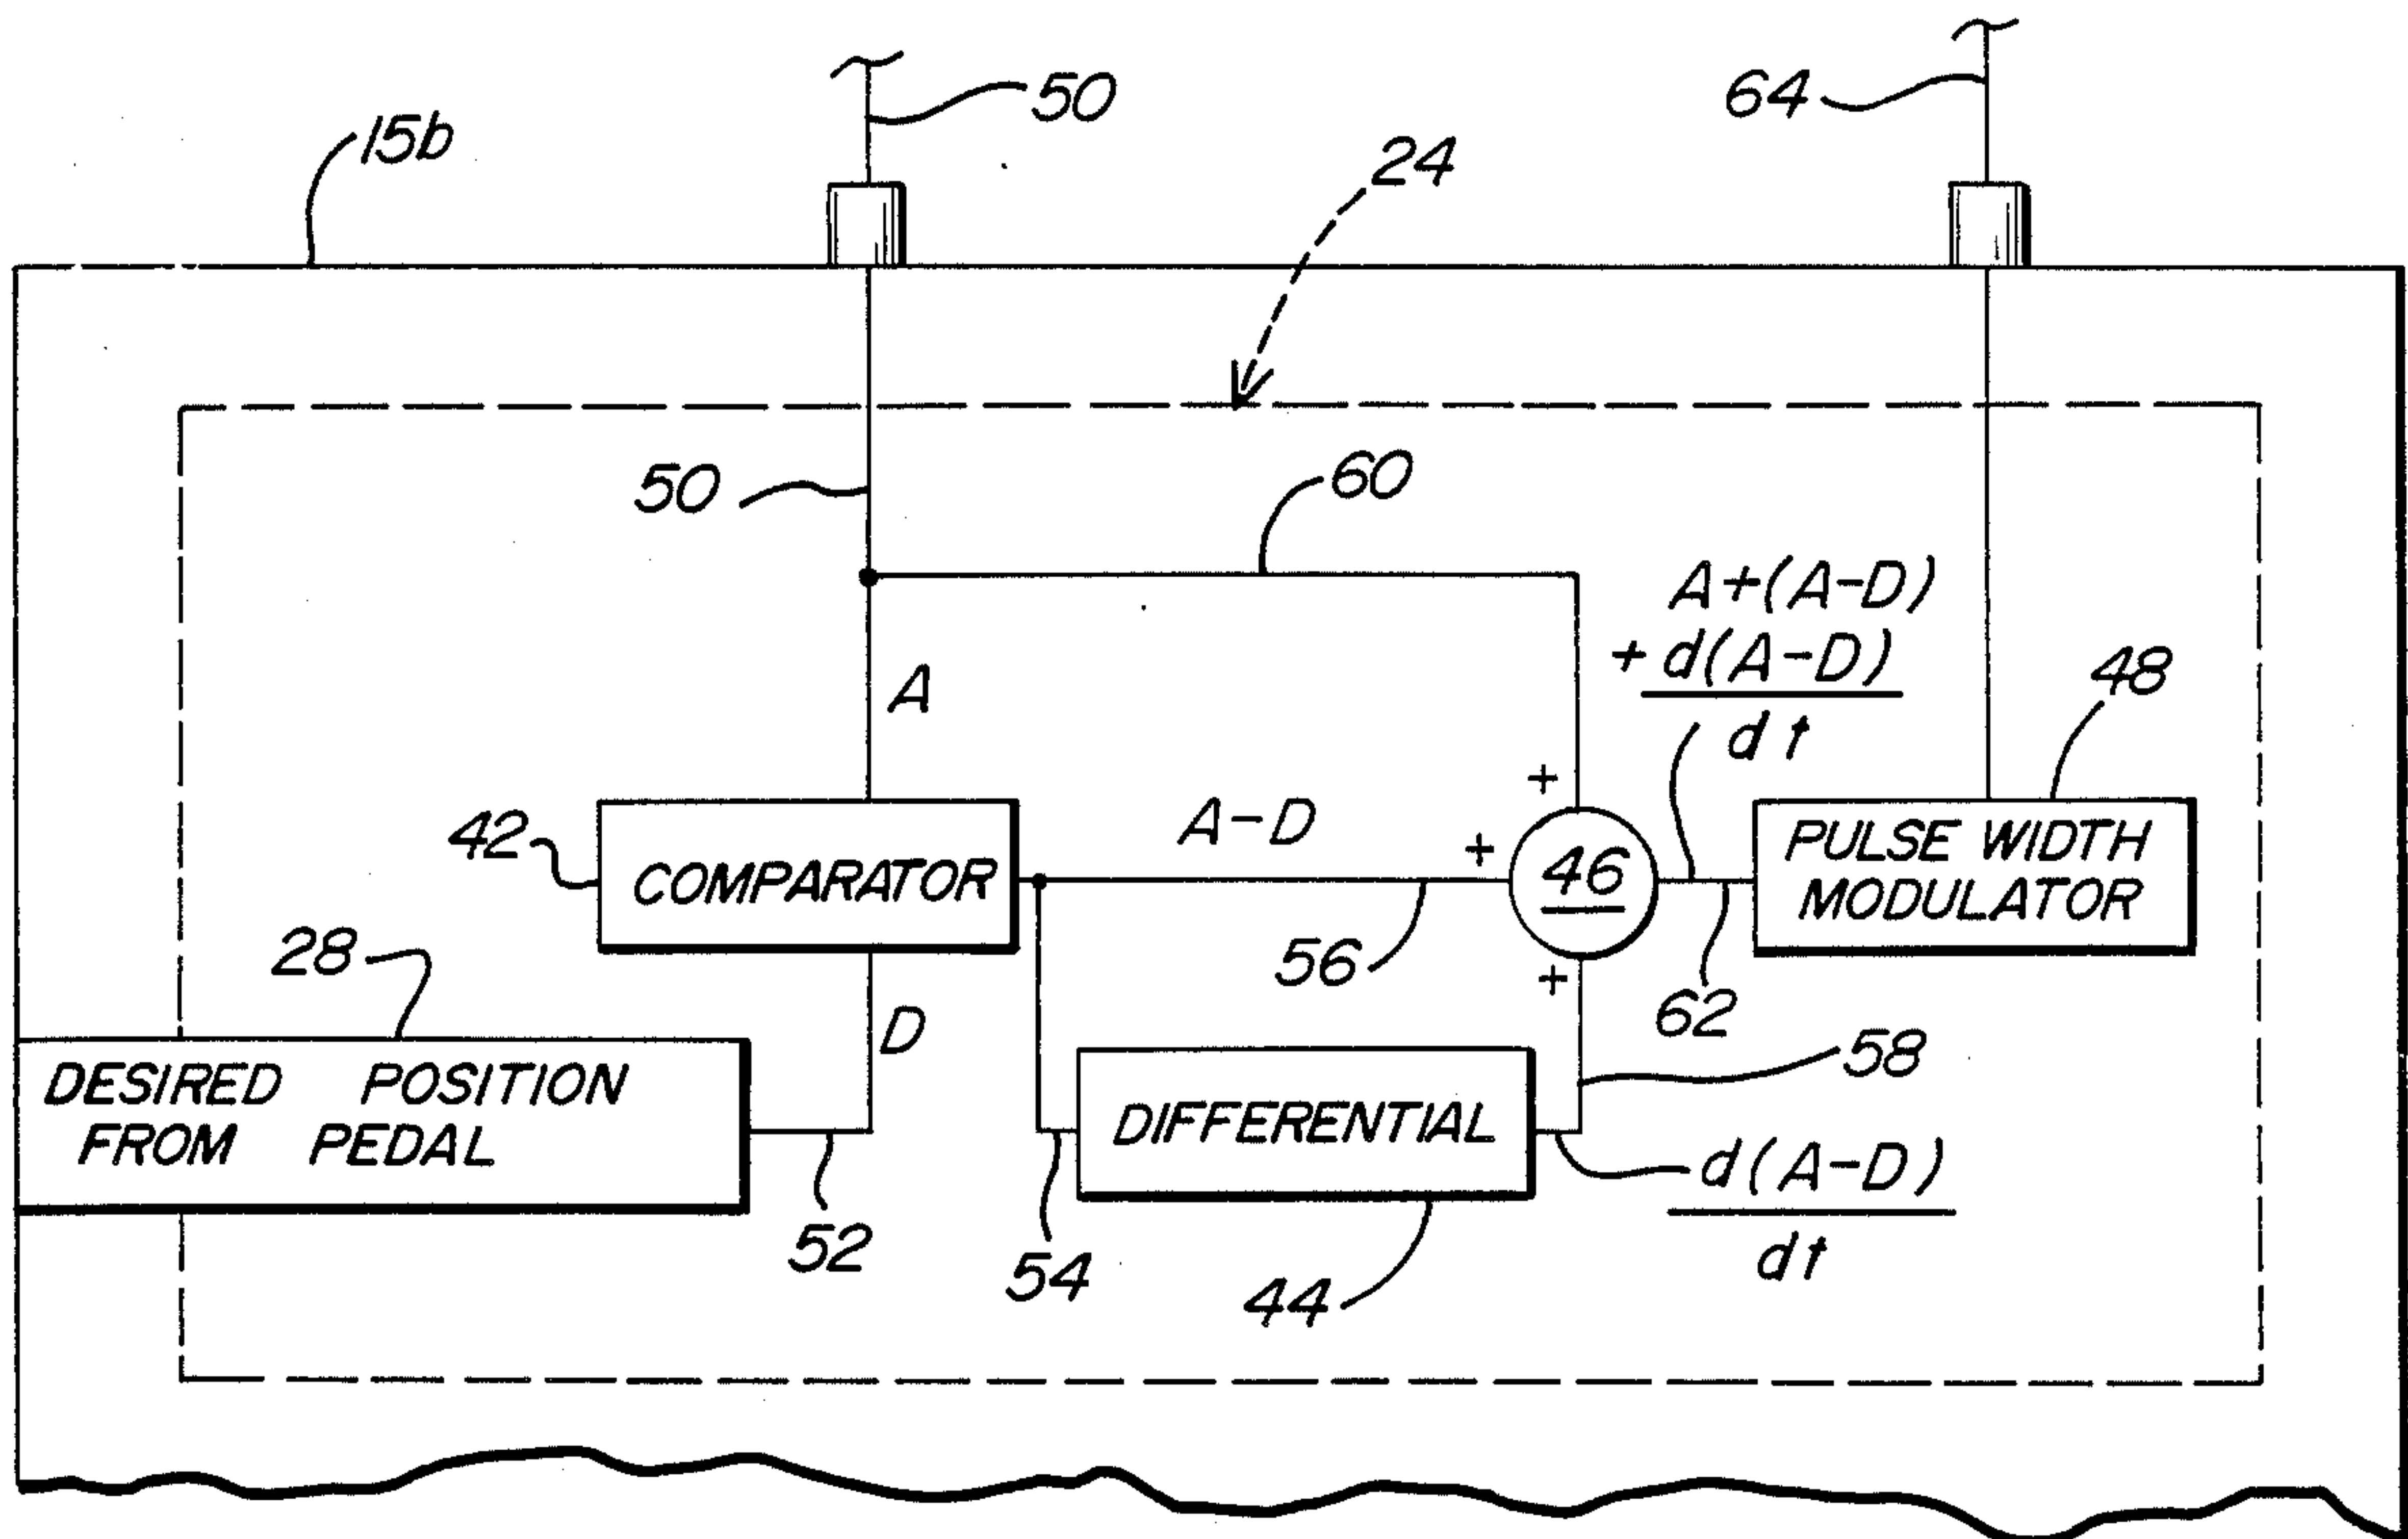 50
64
15b
24
50
60
A+(A-D)
+ d(A-D)
dt
48
A
+
A-D
+
42
COMPARATOR
46
PULSE WIDTH
MODULATOR
28
56
+
62
D
58
DESIRED POSITION
FROM PEDAL
DIFFERENTIAL
d(A-D)
dt
52
54
44